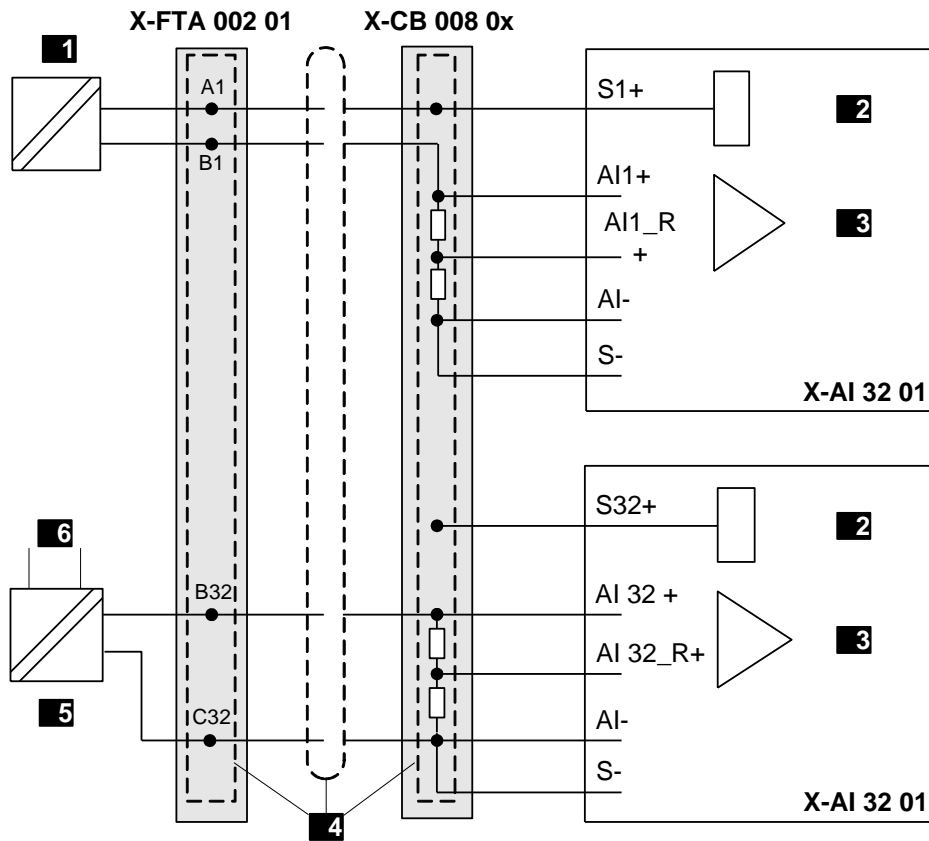 X-FTA 002 01
X-CB 008 0x
1
A1
B1
S1+
2
AI1+
AI1_R
+
3
AI-
S-
X-AI 32 01
6
S32+
2
B32
AI 32 +
AI 32_R+
3
5
C32
AI-
S-
X-AI 32 01
4